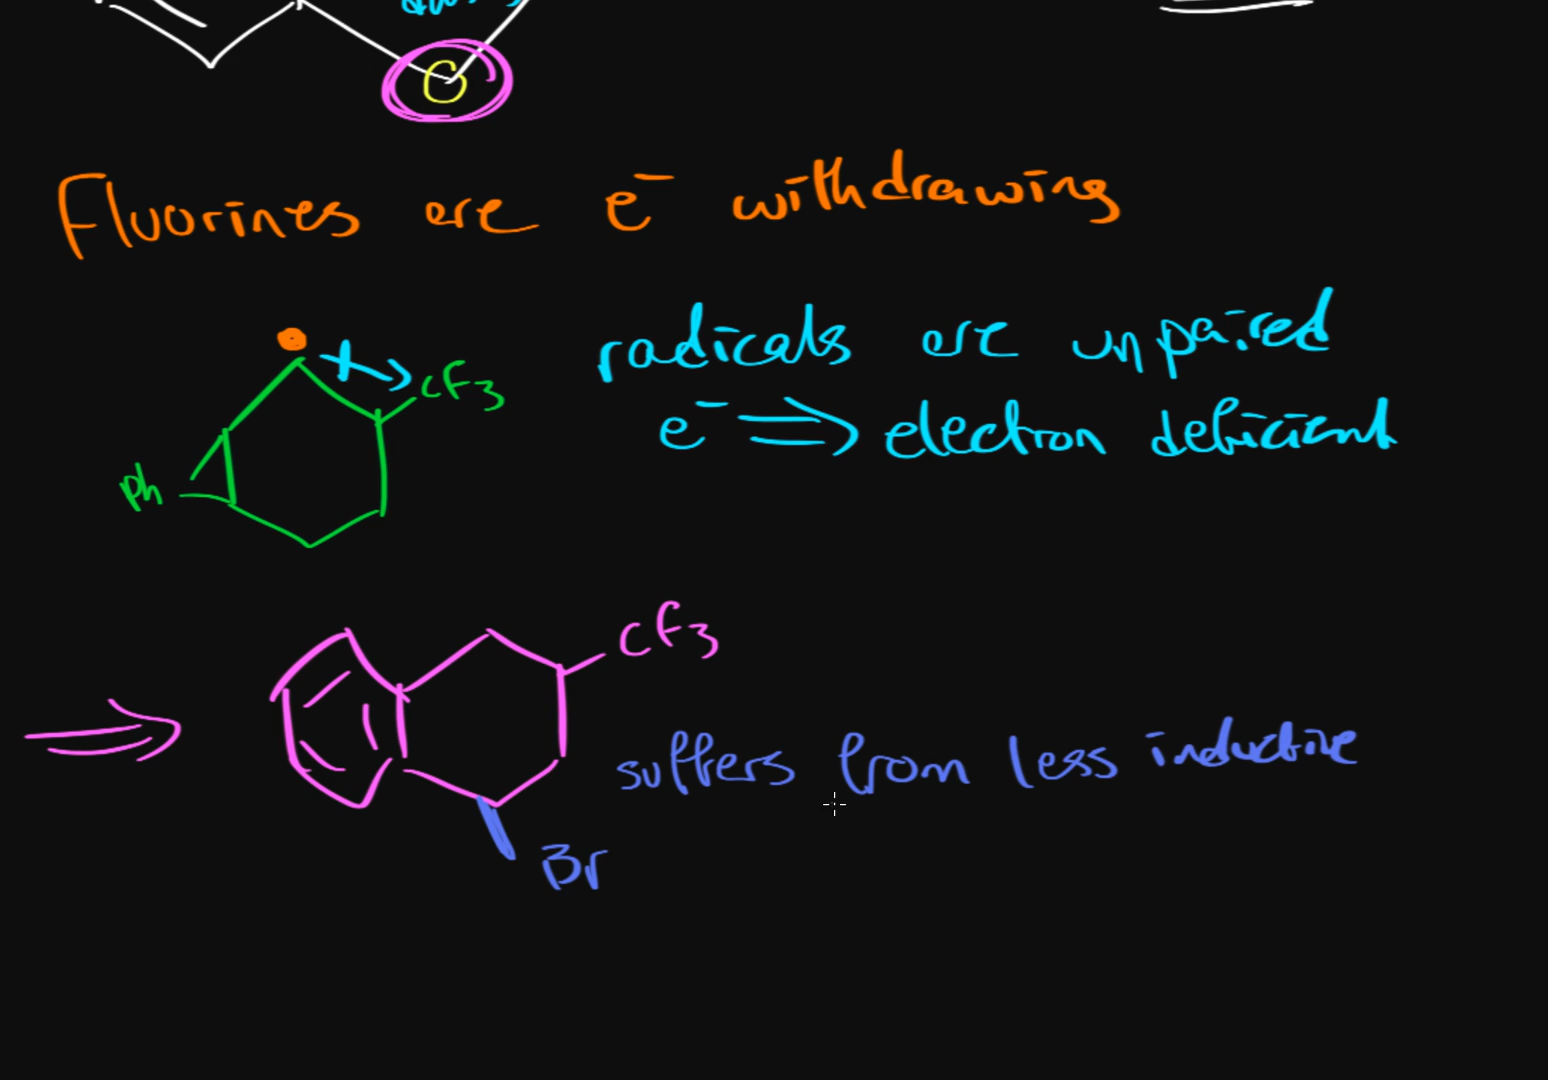 Fluorines are e⁻ withdrawing
CF3
Ph
radicals are unpaired
e⁻ ⟹ electron deficient
CF3
suffers from less inductive
Br